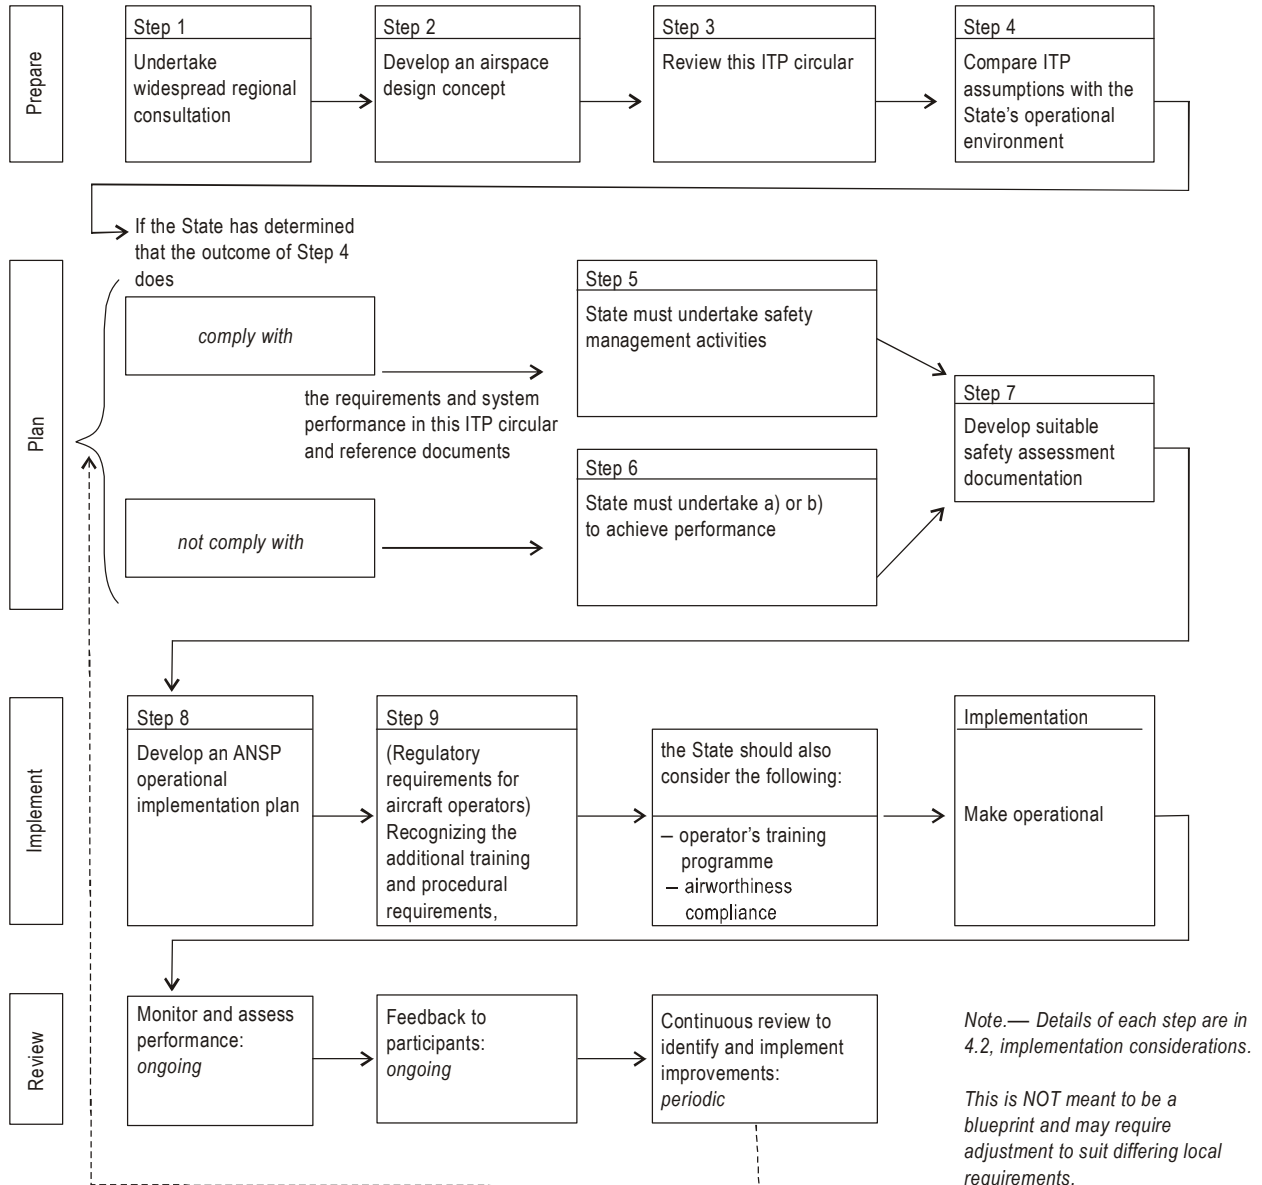 Prepare
Step 1
Undertake
widespread regional
consultation
Step 2
Develop an airspace
design concept
Step 3
Review this ITP circular
Step 4
Compare ITP
assumptions with the
State's operational
environment
If the State has determined
that the outcome of Step 4
does
Plan
comply with
the requirements and system
performance in this ITP circular
and reference documents
not comply with
Step 5
State must undertake safety
management activities
Step 6
State must undertake a) or b)
to achieve performance
Step 7
Develop suitable
safety assessment
documentation
Implement
Step 8
Develop an ANSP
operational
implementation plan
Step 9
(Regulatory
requirements for
aircraft operators)
Recognizing the
additional training
and procedural
requirements,
the State should also
consider the following:
— operator's training
programme
— airworthiness
compliance
Implementation
Make operational
Review
Monitor and assess
performance:
ongoing
Feedback to
participants:
ongoing
Continuous review to
identify and implement
improvements:
periodic
Note.— Details of each step are in
4.2, implementation considerations.
This is NOT meant to be a
blueprint and may require
adjustment to suit differing local
requirements.